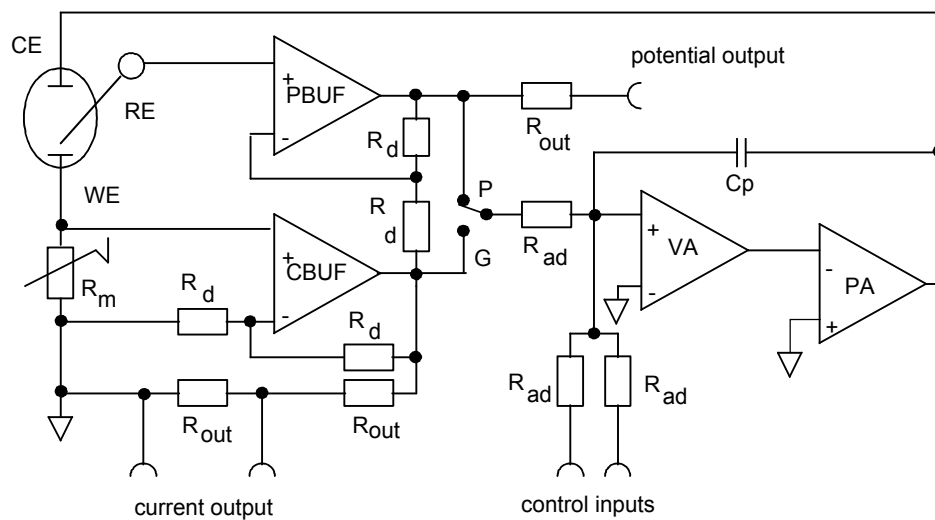 CE
potential output
+
PBUF
RE
-
R
d
R
out
Cp
WE
P
R
d
R
ad
+
VA
-
G
+
CBUF
-
PA
R
m
R
d
-
R
d
+
R
ad
R
ad
R
out
R
out
current output
control inputs